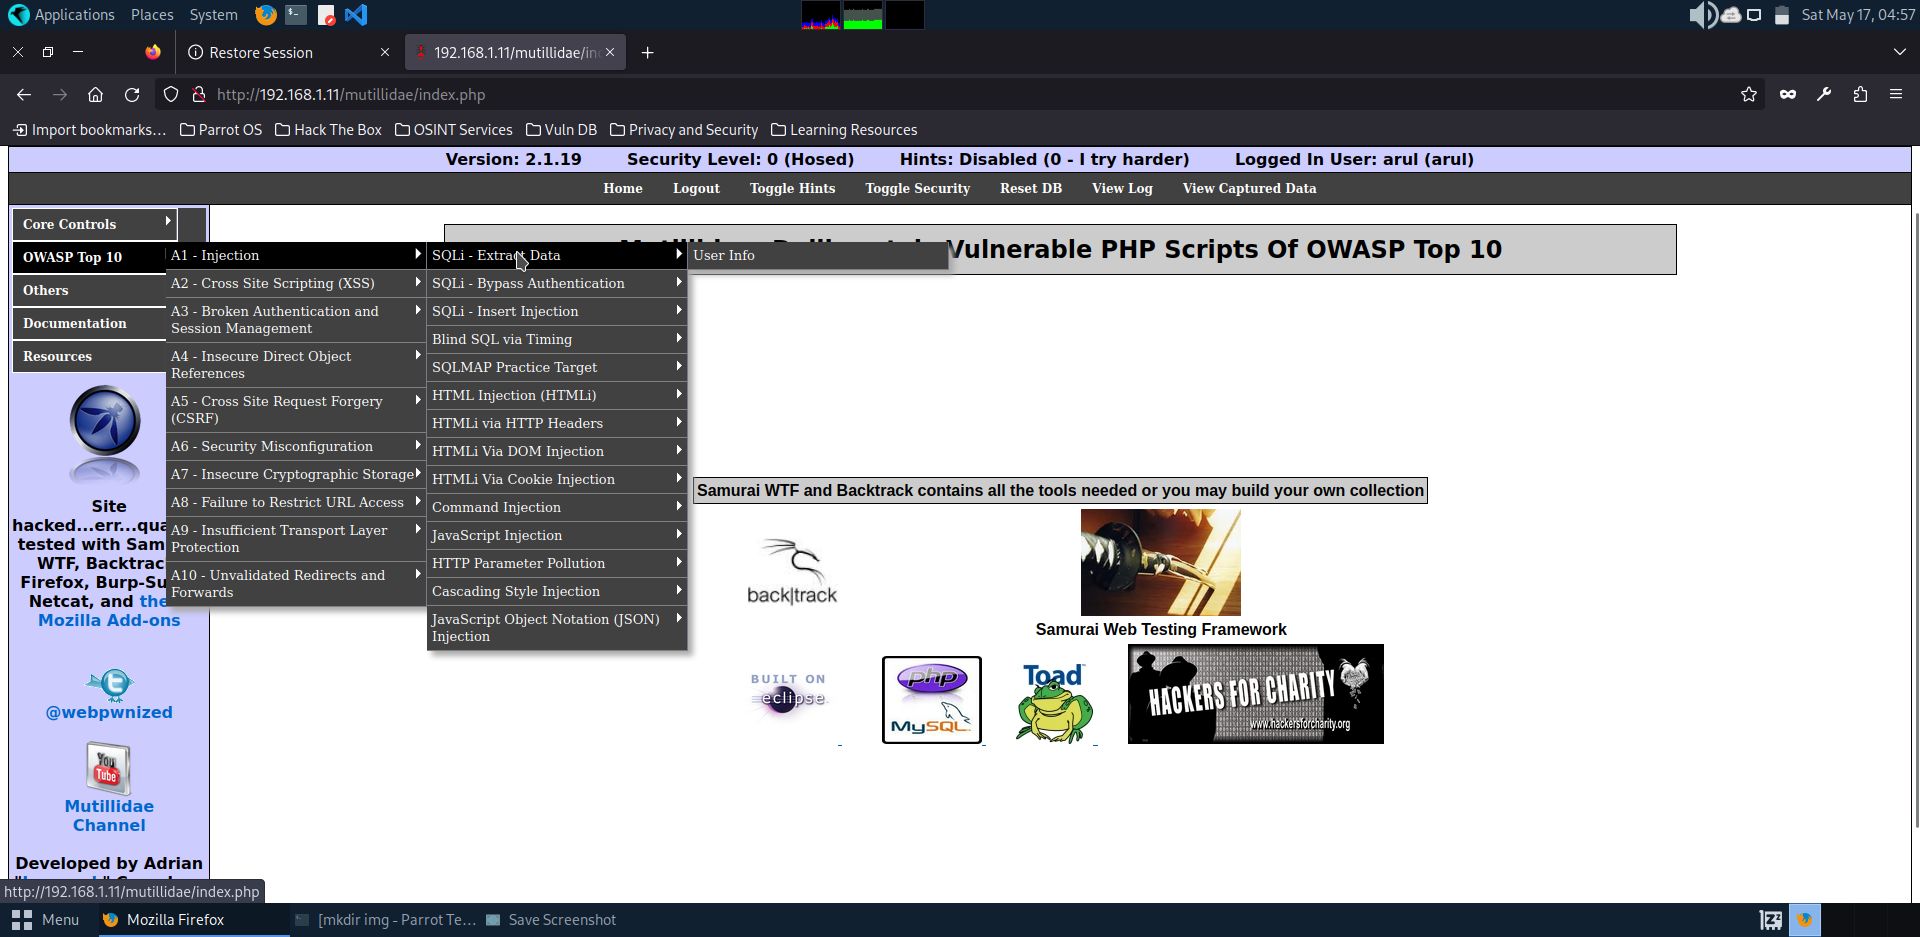 Applications Places System
Sat May 17, 04:57
Restore Session
192.168.1.11/mutillidae/in
http://192.168.1.11/mutillidae/index.php
Import bookmarks...
Parrot OS
Hack The Box
OSINT Services
Vuln DB
Privacy and Security
Learning Resources
Version: 2.1.19
Security Level: 0 (Hosed)
Hints: Disabled (0 - I try harder)
Logged In User: arul (arul)
Home
Logout
Toggle Hints
Toggle Security
Reset DB
View Log
View Captured Data
Core Controls
OWASP Top 10
Others
Documentation
Resources
A1 - Injection
A2 - Cross Site Scripting (XSS)
A3 - Broken Authentication and
Session Management
A4 - Insecure Direct Object
References
A5 - Cross Site Request Forgery
(CSRF)
A6 - Security Misconfiguration
A7 - Insecure Cryptographic Storage
A8 - Failure to Restrict URL Access
A9 - Insufficient Transport Layer
Protection
A10 - Unvalidated Redirects and
Forwards
SQLi - Extract Data
SQLi - Bypass Authentication
SQLi - Insert Injection
Blind SQL via Timing
SQLMAP Practice Target
HTML Injection (HTMLi)
HTMLi via HTTP Headers
HTMLi Via DOM Injection
HTMLi Via Cookie Injection
Command Injection
JavaScript Injection
HTTP Parameter Pollution
Cascading Style Injection
JavaScript Object Notation (JSON)
Injection
User Info
Vulnerable PHP Scripts Of OWASP Top 10
Site
hacked...err...qua
tested with Sam
WTF, Backtrac
Firefox, Burp-Su
Netcat, and the
Mozilla Add-ons
@webpwnized
You
Tube
Mutillidae
Channel
Developed by Adrian
Samurai WTF and Backtrack contains all the tools needed or you may build your own collection
back|track
Samurai Web Testing Framework
BUILT ON
eclipse
php
MySQL
Toad
HACKERS FOR CHARITY
www.hackersforcharity.org
http://192.168.1.11/mutillidae/index.php
Menu
Mozilla Firefox
[mkdir img - Parrot Te...
Save Screenshot